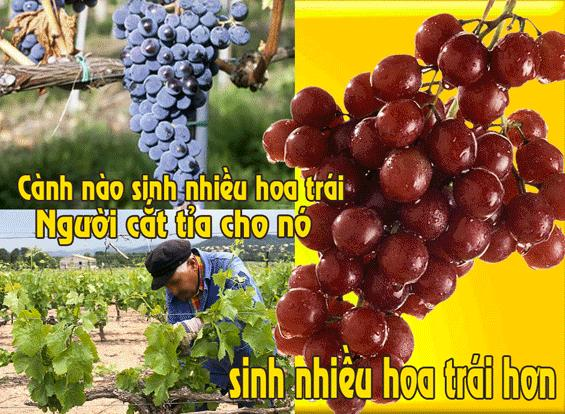 Cành nào sinh nhiều hoa trái
Người cắt tỉa cho nó
sinh nhiều hoa trái hơn